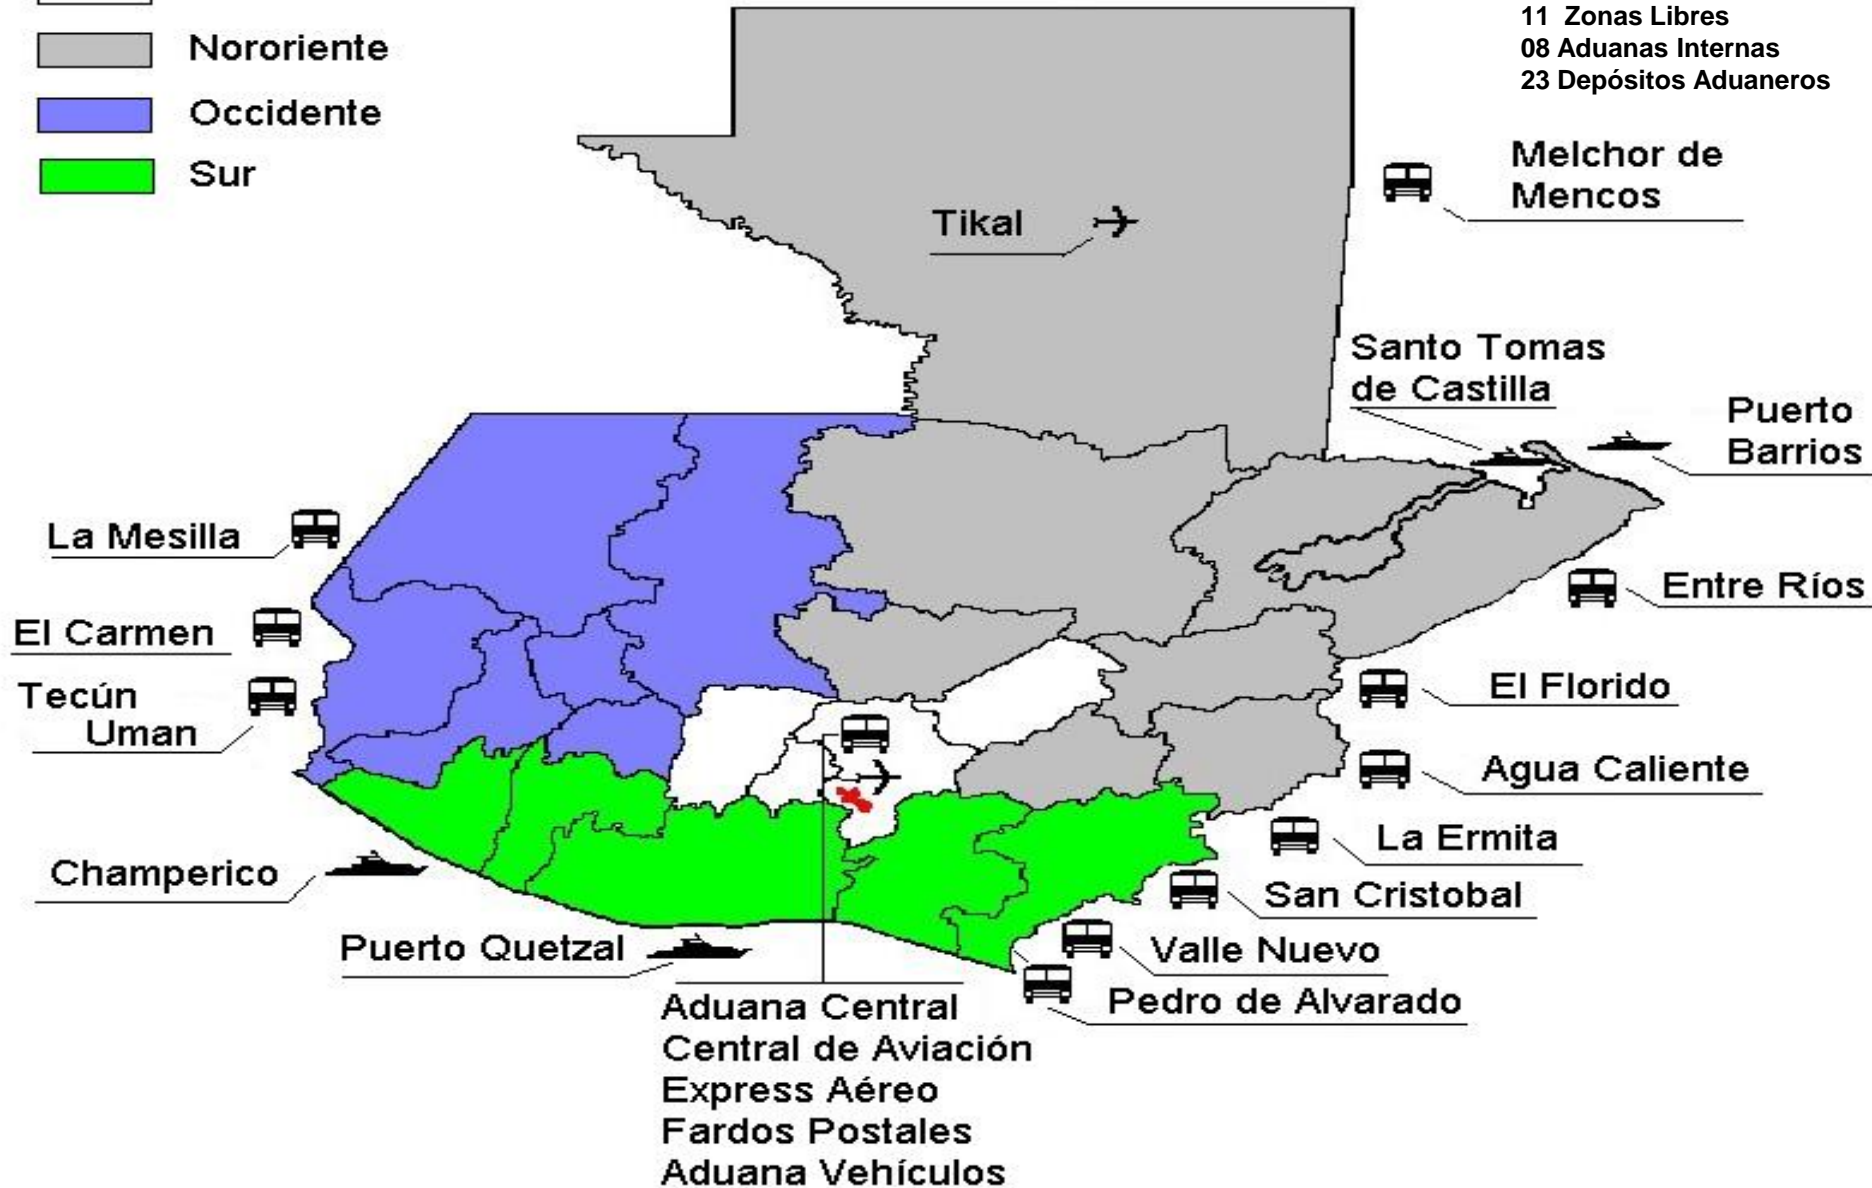 11 Zonas Libres
08 Aduanas Internas
23 Depósitos Aduaneros
Nororiente
Occidente
Sur
Melchor de
Mencos
Tikal
Santo Tomas
de Castilla
Puerto
Barrios
La Mesilla
Entre Ríos
El Carmen
Tecún
Uman
El Florido
Agua Caliente
La Ermita
Champerico
San Cristobal
Puerto Quetzal
Valle Nuevo
Pedro de Alvarado
Aduana Central
Central de Aviación
Express Aéreo
Fardos Postales
Aduana Vehículos